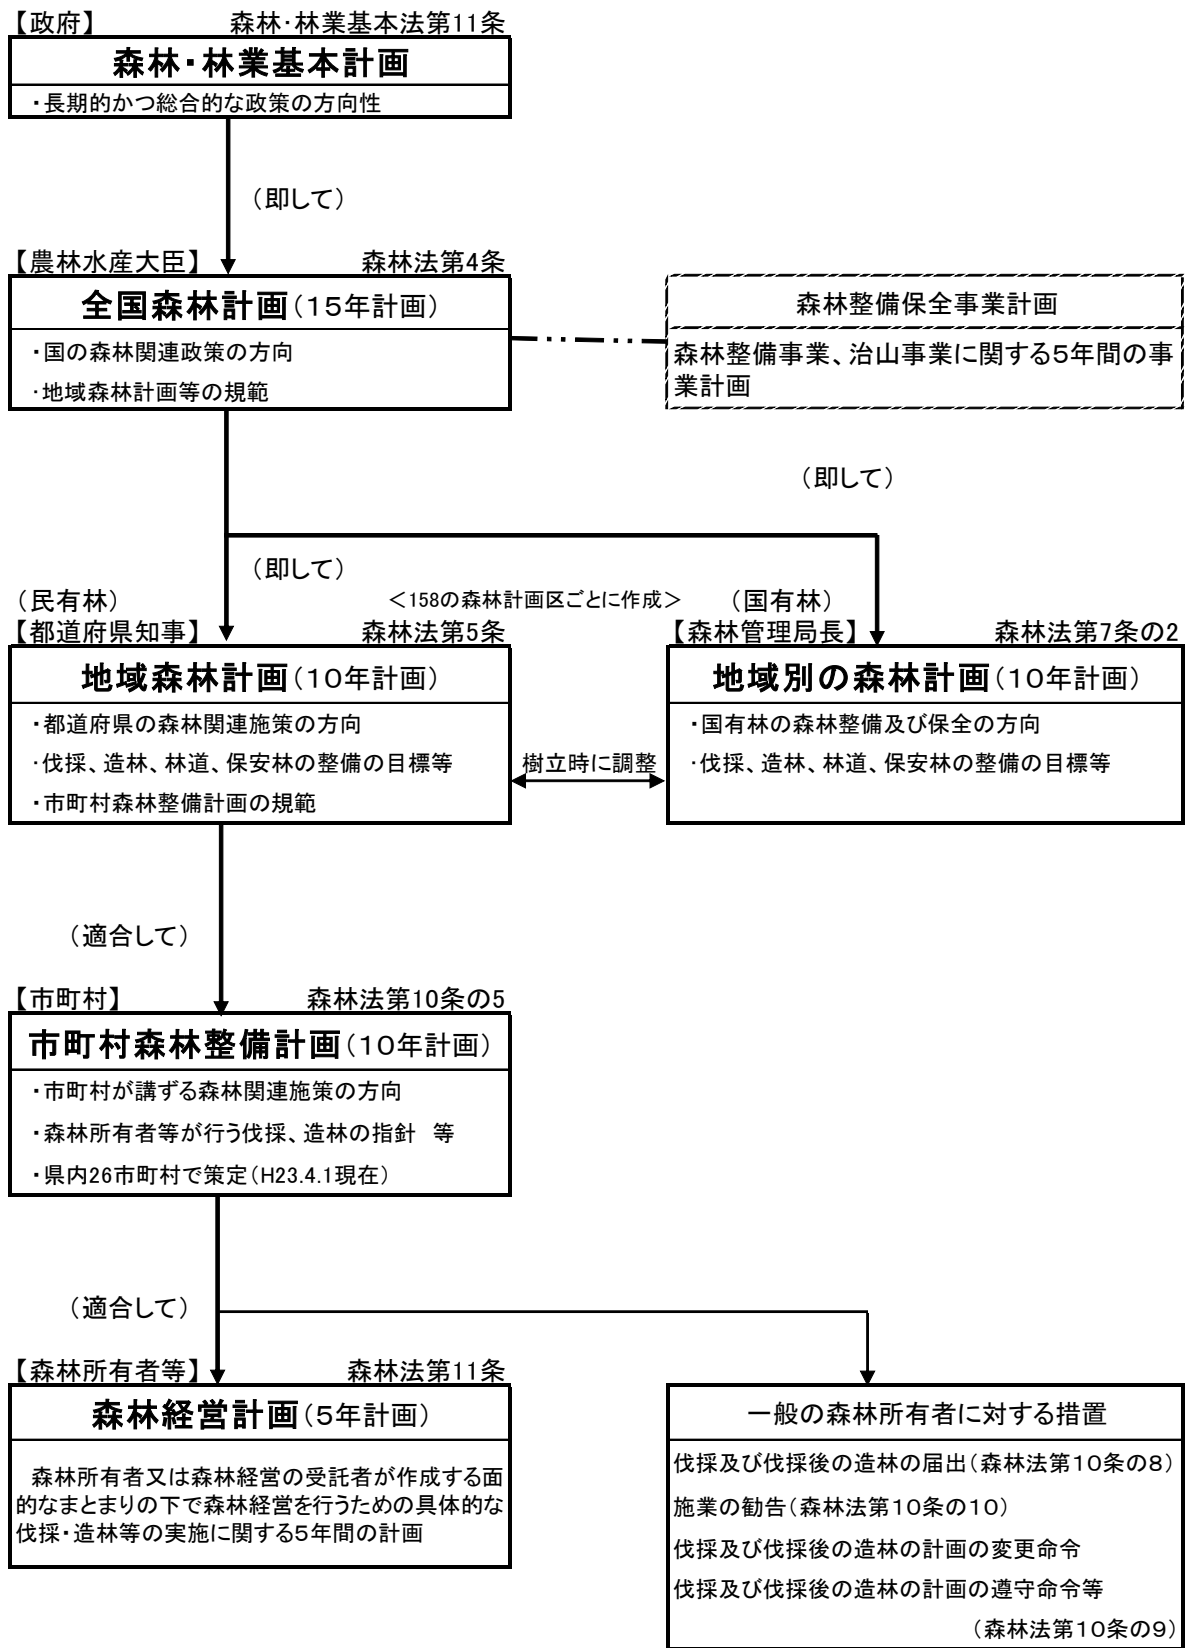 【政府】 森林・林業基本法第11条
森林・林業基本計画
・長期的かつ総合的な政策の方向性
（即して）
【農林水産大臣】 森林法第4条
全国森林計画（15年計画）
・国の森林関連政策の方向
・地域森林計画等の規範
森林整備保全事業計画
森林整備事業、治山事業に関する5年間の事
業計画
（即して）
（即して）
（民有林） ＜158の森林計画区ごとに作成＞ （国有林）
【都道府県知事】 森林法第5条
地域森林計画（10年計画）
・都道府県の森林関連施策の方向
・伐採、造林、林道、保安林の整備の目標等
・市町村森林整備計画の規範
樹立時に調整
【森林管理局長】 森林法第7条の2
地域別の森林計画（10年計画）
・国有林の森林整備及び保全の方向
・伐採、造林、林道、保安林の整備の目標等
（適合して）
【市町村】 森林法第10条の5
市町村森林整備計画（10年計画）
・市町村が講ずる森林関連施策の方向
・森林所有者等が行う伐採、造林の指針　等
・県内26市町村で策定（H23.4.1現在）
（適合して）
【森林所有者等】 森林法第11条
森林経営計画（5年計画）
森林所有者又は森林経営の受託者が作成する面
的なまとまりの下で森林経営を行うための具体的な
伐採・造林等の実施に関する5年間の計画
一般の森林所有者に対する措置
伐採及び伐採後の造林の届出（森林法第10条の8）
施業の勧告（森林法第10条の10）
伐採及び伐採後の造林の計画の変更命令
伐採及び伐採後の造林の計画の遵守命令等
（森林法第10条の9）